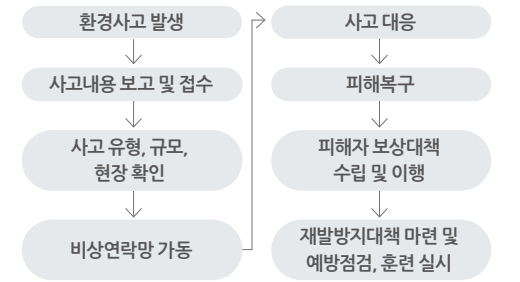 환경사고 발생
사고내용 보고 및 접수
사고 유형, 규모,
현장 확인
비상연락망 가동
사고 대응
피해복구
피해자 보상대책
수립 및 이행
재발방지대책 마련 및
예방점검, 훈련 실시